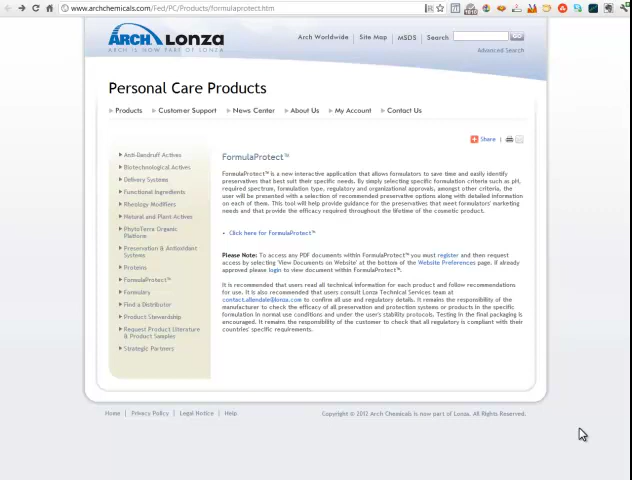 www.archchemicals.com/Fed/PC/Products/formulaprotect.htm
ARCH Lonza
ARCH IS NOW PART OF LONZA
Arch Worldwide | Site Map | MSDS | Search GO
Advanced Search
Personal Care Products
Products Customer Support News Center About Us My Account Contact Us
Share |
Anti-Dandruff Actives
Biotechnological Actives
Delivery Systems
Functional Ingredients
Rheology Modifiers
Natural and Plant Actives
PhytoTerra Organic
Platform
Preservation & Antioxidant
Systems
Proteins
FormulaProtect™
Formulary
Find a Distributor
Product Stewardship
Request Product Literature
& Product Samples
Strategic Partners
FormulaProtect™
FormulaProtect™ is a new interactive application that allows formulators to save time and easily identify
preservatives that best suit their specific needs. By simply selecting specific formulation criteria such as pH,
required spectrum, formulation type, regulatory and organizational approvals, amongst other criteria, the
user will be presented with a selection of recommended preservative options along with detailed information
on each of them. This tool will help provide guidance for the preservatives that meet formulators' marketing
needs and that provide the efficacy required throughout the lifetime of the cosmetic product.
• Click here for FormulaProtect™
Please Note: To access any PDF documents within FormulaProtect™ you must register and then request
access by selecting 'View Documents on Website' at the bottom of the Website Preferences page. If already
approved please login to view document within FormulaProtect™.
It is recommended that users read all technical information for each product and follow recommendations
for use. It is also recommended that users consult Lonza Technical Services team at
contact.allendale@lonza.com to confirm all use and regulatory details. It remains the responsibility of the
manufacturer to check the efficacy of all preservation and protection systems or products in the specific
formulation in normal use conditions and under the user's stability protocols. Testing in the final packaging is
encouraged. It remains the responsibility of the customer to check that all regulatory is compliant with their
countries' specific requirements.
Home | Privacy Policy | Legal Notice | Help
Copyright © 2012 Arch Chemicals is now part of Lonza. All Rights Reserved.